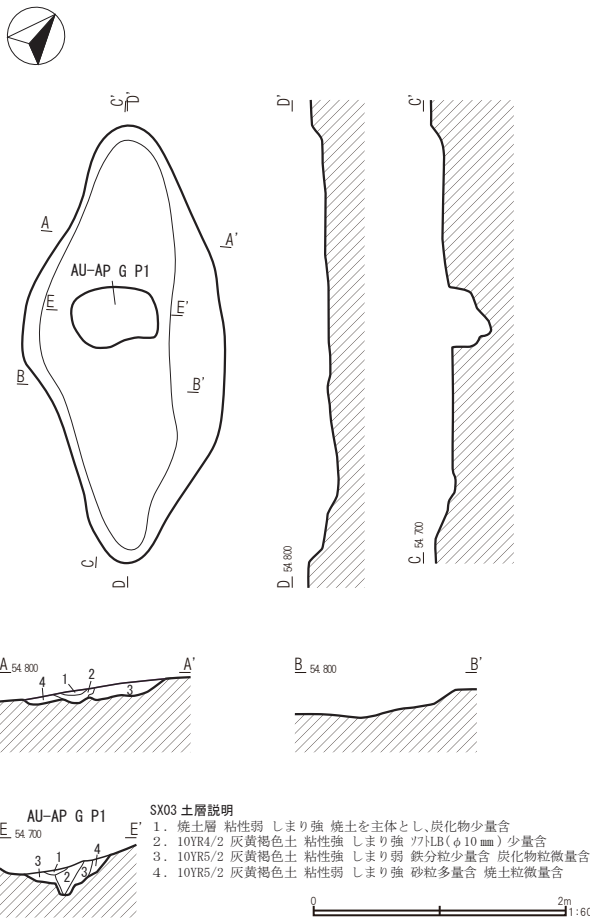 C' D'
D'
C'
A
A'
AU-AP G P1
E
E'
B
B'
C
D
D 54.800
C 54.700
A 54.800
A'
B 54.800
B'
4
1
2
3
AU-AP G P1
E 54.700
E'
3
1
2
3
4
SX03 土層説明
1. 焼土層 粘性弱 しまり強 焼土を主体とし、炭化物少量含
2. 10YR4/2 灰黄褐色土 粘性強 しまり強 ソフトLB(φ10㎜)少量含
3. 10YR5/2 灰黄褐色土 粘性強 しまり弱 鉄分粒少量含 炭化物粒微量含
4. 10YR5/2 灰黄褐色土 粘性弱 しまり強 砂粒多量含 焼土粒微量含
0
2m
1:60